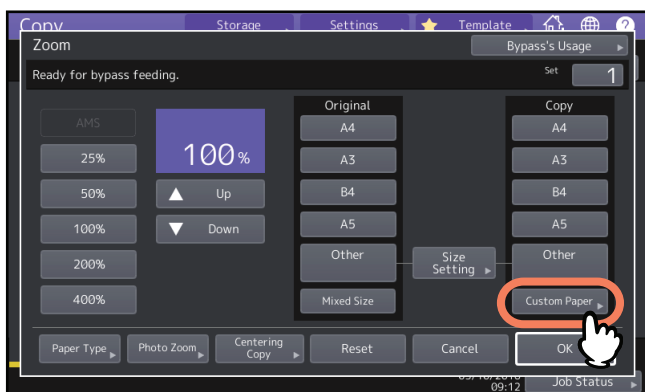 Copy Storage Settings Template
Zoom Bypass's Usage
Ready for bypass feeding. Set 1
Original Copy
AMS A4 A4
25% 100% A3 A3
50% Up B4 B4
100% Down A5 A5
200% Other Size Setting Other
400% Mixed Size Custom Paper
Paper Type Photo Zoom Centering Copy Reset Cancel OK
09:12 Job Status